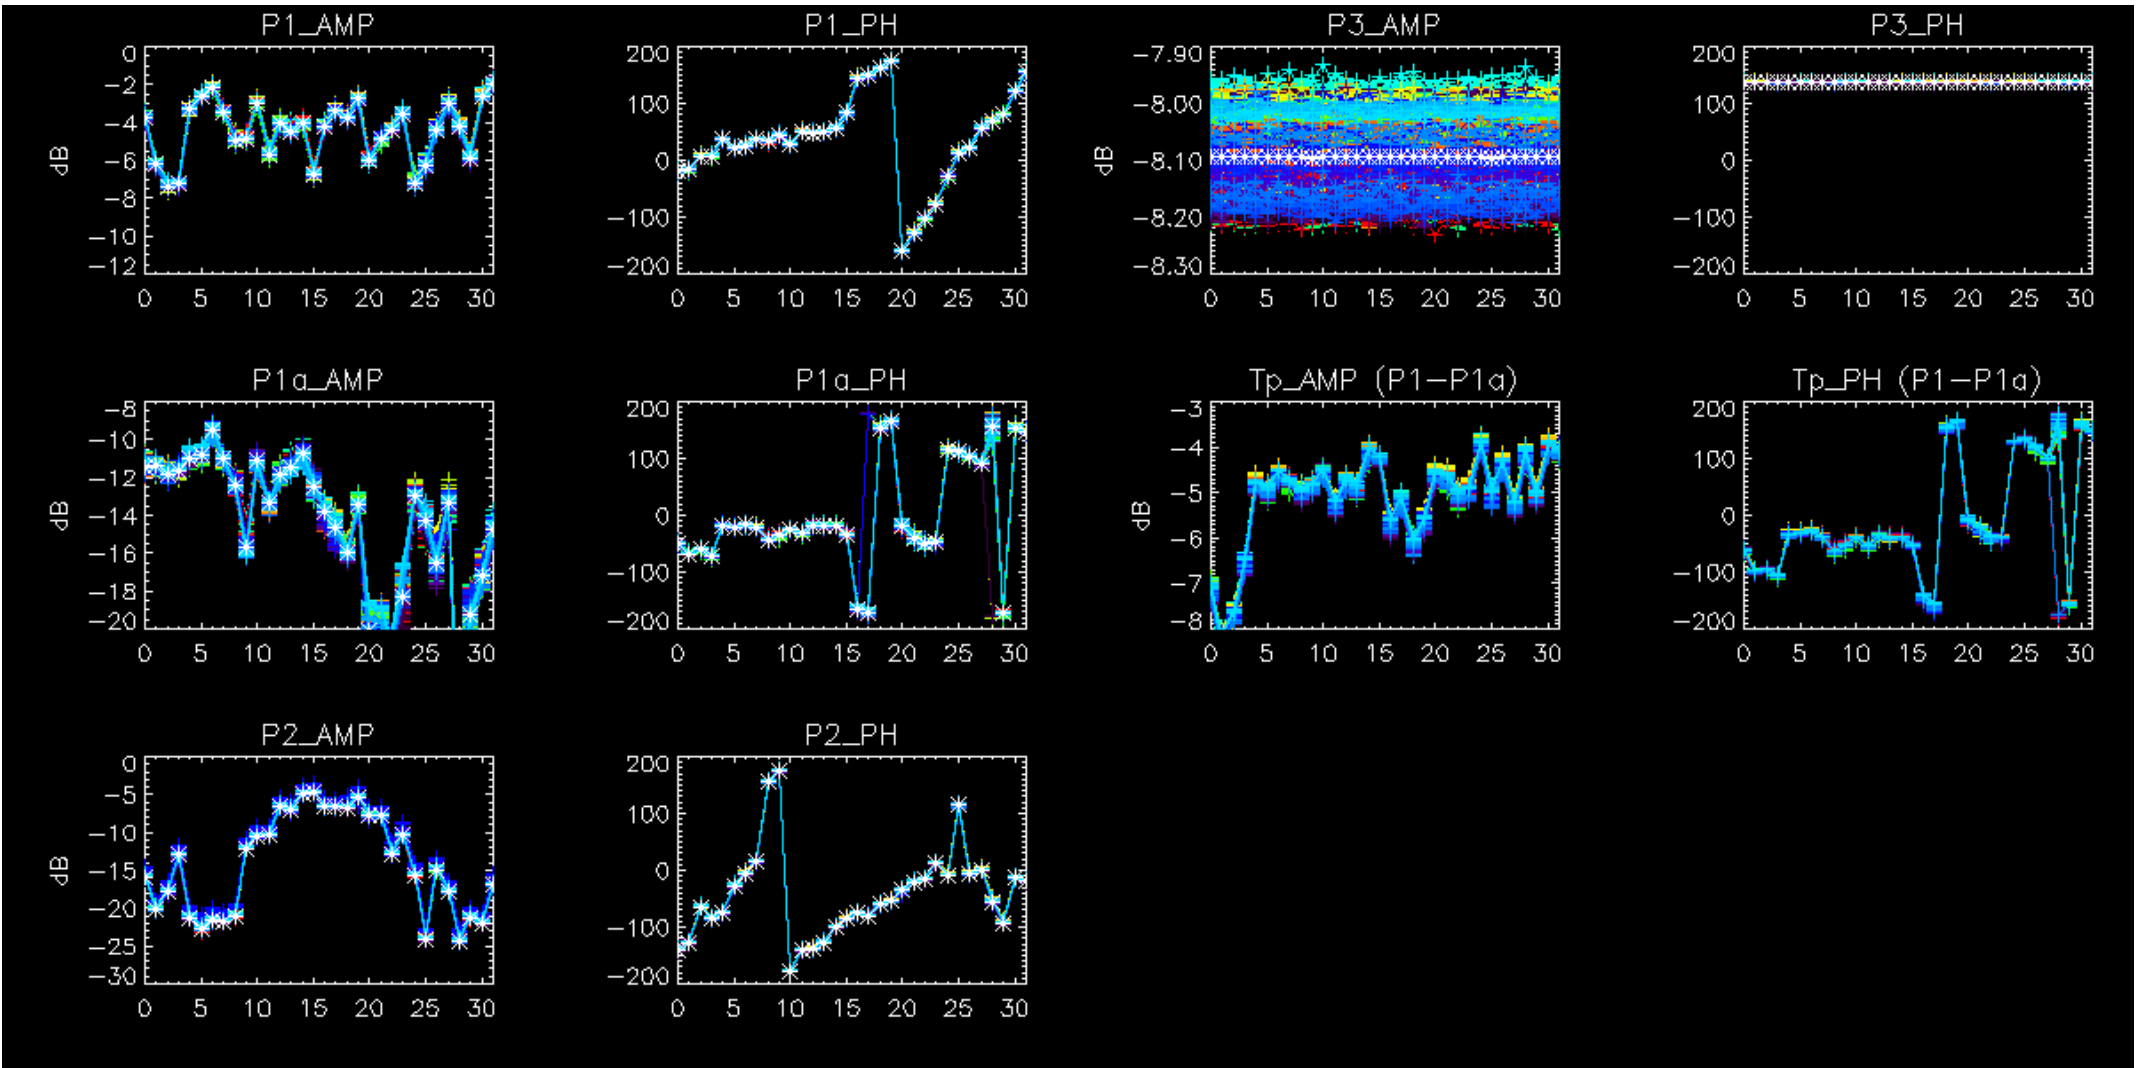 P1_AMP
0
−2
−4
−6
−8
−10
−12
dB
0 5 10 15 20 25 30
P1_PH
200
100
0
−100
−200
0 5 10 15 20 25 30
P3_AMP
−7.90
−8.00
−8.10
−8.20
−8.30
dB
0 5 10 15 20 25 30
P3_PH
200
100
0
−100
−200
0 5 10 15 20 25 30
P1a_AMP
−8
−10
−12
−14
−16
−18
−20
dB
0 5 10 15 20 25 30
P1a_PH
200
100
0
−100
−200
0 5 10 15 20 25 30
Tp_AMP (P1−P1a)
−3
−4
−5
−6
−7
−8
dB
0 5 10 15 20 25 30
Tp_PH (P1−P1a)
200
100
0
−100
−200
0 5 10 15 20 25 30
P2_AMP
0
−5
−10
−15
−20
−25
−30
dB
0 5 10 15 20 25 30
P2_PH
200
100
0
−100
−200
0 5 10 15 20 25 30